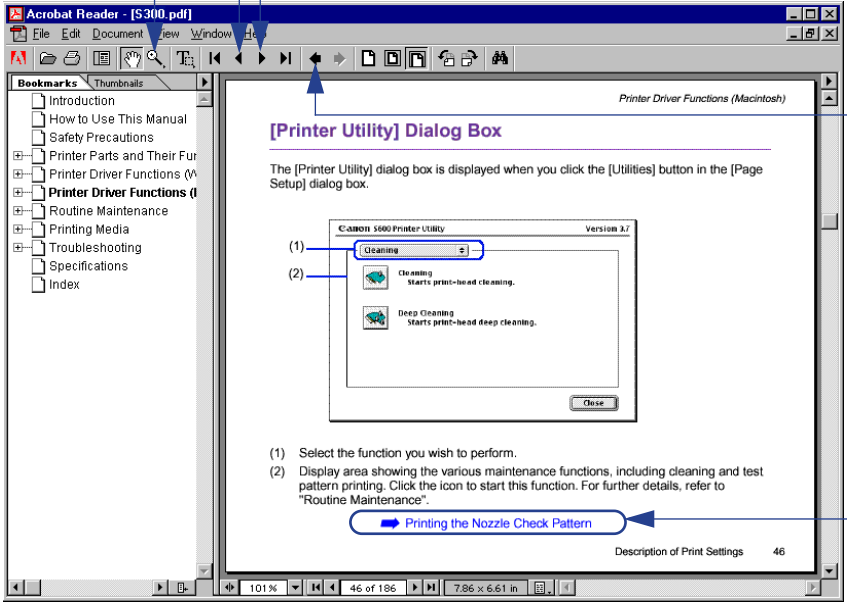 Acrobat Reader - [S300.pdf]
File Edit Document View Window Help
Bookmarks Thumbnails
Introduction
How to Use This Manual
Safety Precautions
Printer Parts and Their Fur
Printer Driver Functions (W
Printer Driver Functions (I
Routine Maintenance
Printing Media
Troubleshooting
Specifications
Index
Printer Driver Functions (Macintosh)
[Printer Utility] Dialog Box
The [Printer Utility] dialog box is displayed when you click the [Utilities] button in the [Page
Setup] dialog box.
Canon S600 Printer Utility Version 3.7
(1) Cleaning
(2) Cleaning
Starts print-head cleaning.
Deep Cleaning
Starts print-head deep cleaning.
Close
(1) Select the function you wish to perform.
(2) Display area showing the various maintenance functions, including cleaning and test
pattern printing. Click the icon to start this function. For further details, refer to
"Routine Maintenance".
Printing the Nozzle Check Pattern
Description of Print Settings 46
101% 46 of 186 7.86 x 6.61 in